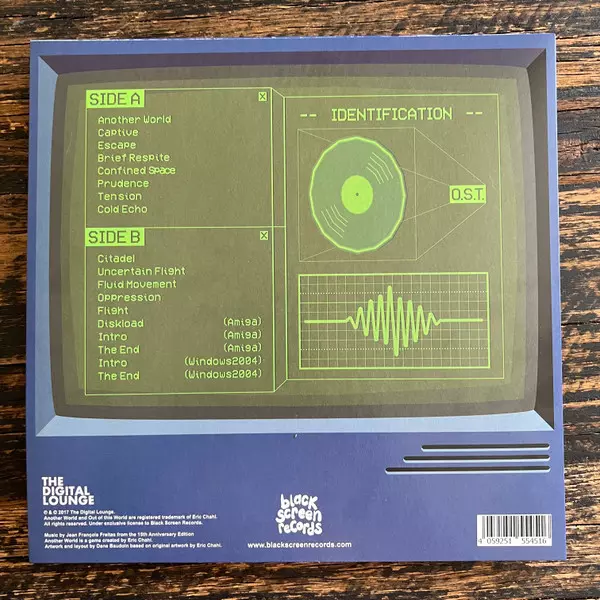 SIDE A
Another World
Captive
Escape
Brief Respite
Confined Space
Prudence
Tension
Cold Echo
SIDE B
Citadel
Uncertain Flight
Fluid Movement
Oppression
Flight
Diskload (Amiga)
Intro (Amiga)
The End (Amiga)
Intro (Windows2004)
The End (Windows2004)
-- IDENTIFICATION --
O.S.T.
THE
DIGITAL
LOUNGE
℗ & © 2017 The Digital Lounge.
Another World and Out of this World are registered trademark of Eric Chahi.
All rights reserved. Under exclusive license to Black Screen Records.
Music by Jean François Freitas from the 15th Anniversary Edition
Another World is a game created by Eric Chahi.
Artwork and layout by Dane Baudoin based on original artwork by Eric Chahi.
black
screen
records
www.blackscreenrecords.com
4 059251 554516